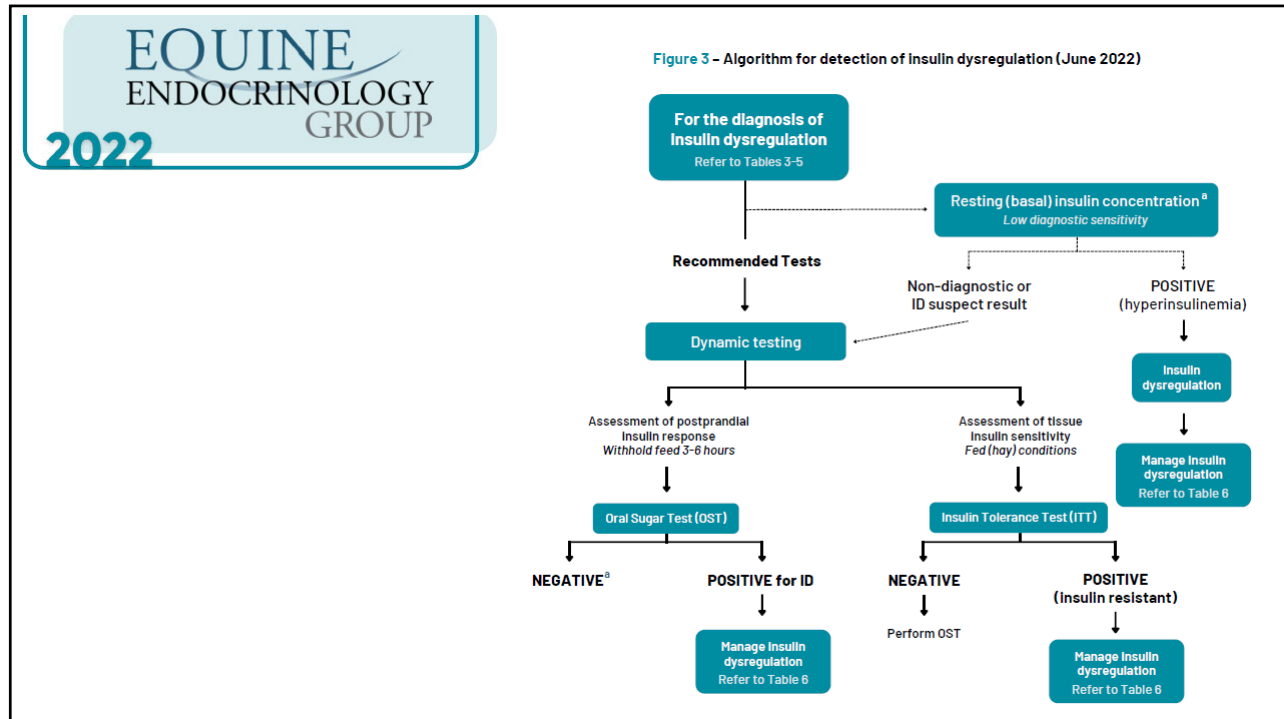 EQUINE
ENDOCRINOLOGY
GROUP
2022
Figure 3 – Algorithm for detection of insulin dysregulation (June 2022)
For the diagnosis of
Insulin dysregulation
Refer to Tables 3-5
Resting (basal) insulin concentration a
Low diagnostic sensitivity
Recommended Tests
Non-diagnostic or
ID suspect result
POSITIVE
(hyperinsulinemia)
Dynamic testing
Insulin
dysregulation
Assessment of postprandial
Insulin response
Withhold feed 3-6 hours
Assessment of tissue
Insulin sensitivity
Fed (hay) conditions
Manage Insulin
dysregulation
Refer to Table 6
Oral Sugar Test (OST)
Insulin Tolerance Test (ITT)
NEGATIVE a
POSITIVE for ID
NEGATIVE
POSITIVE
(insulin resistant)
Perform OST
Manage Insulin
dysregulation
Refer to Table 6
Manage Insulin
dysregulation
Refer to Table 6